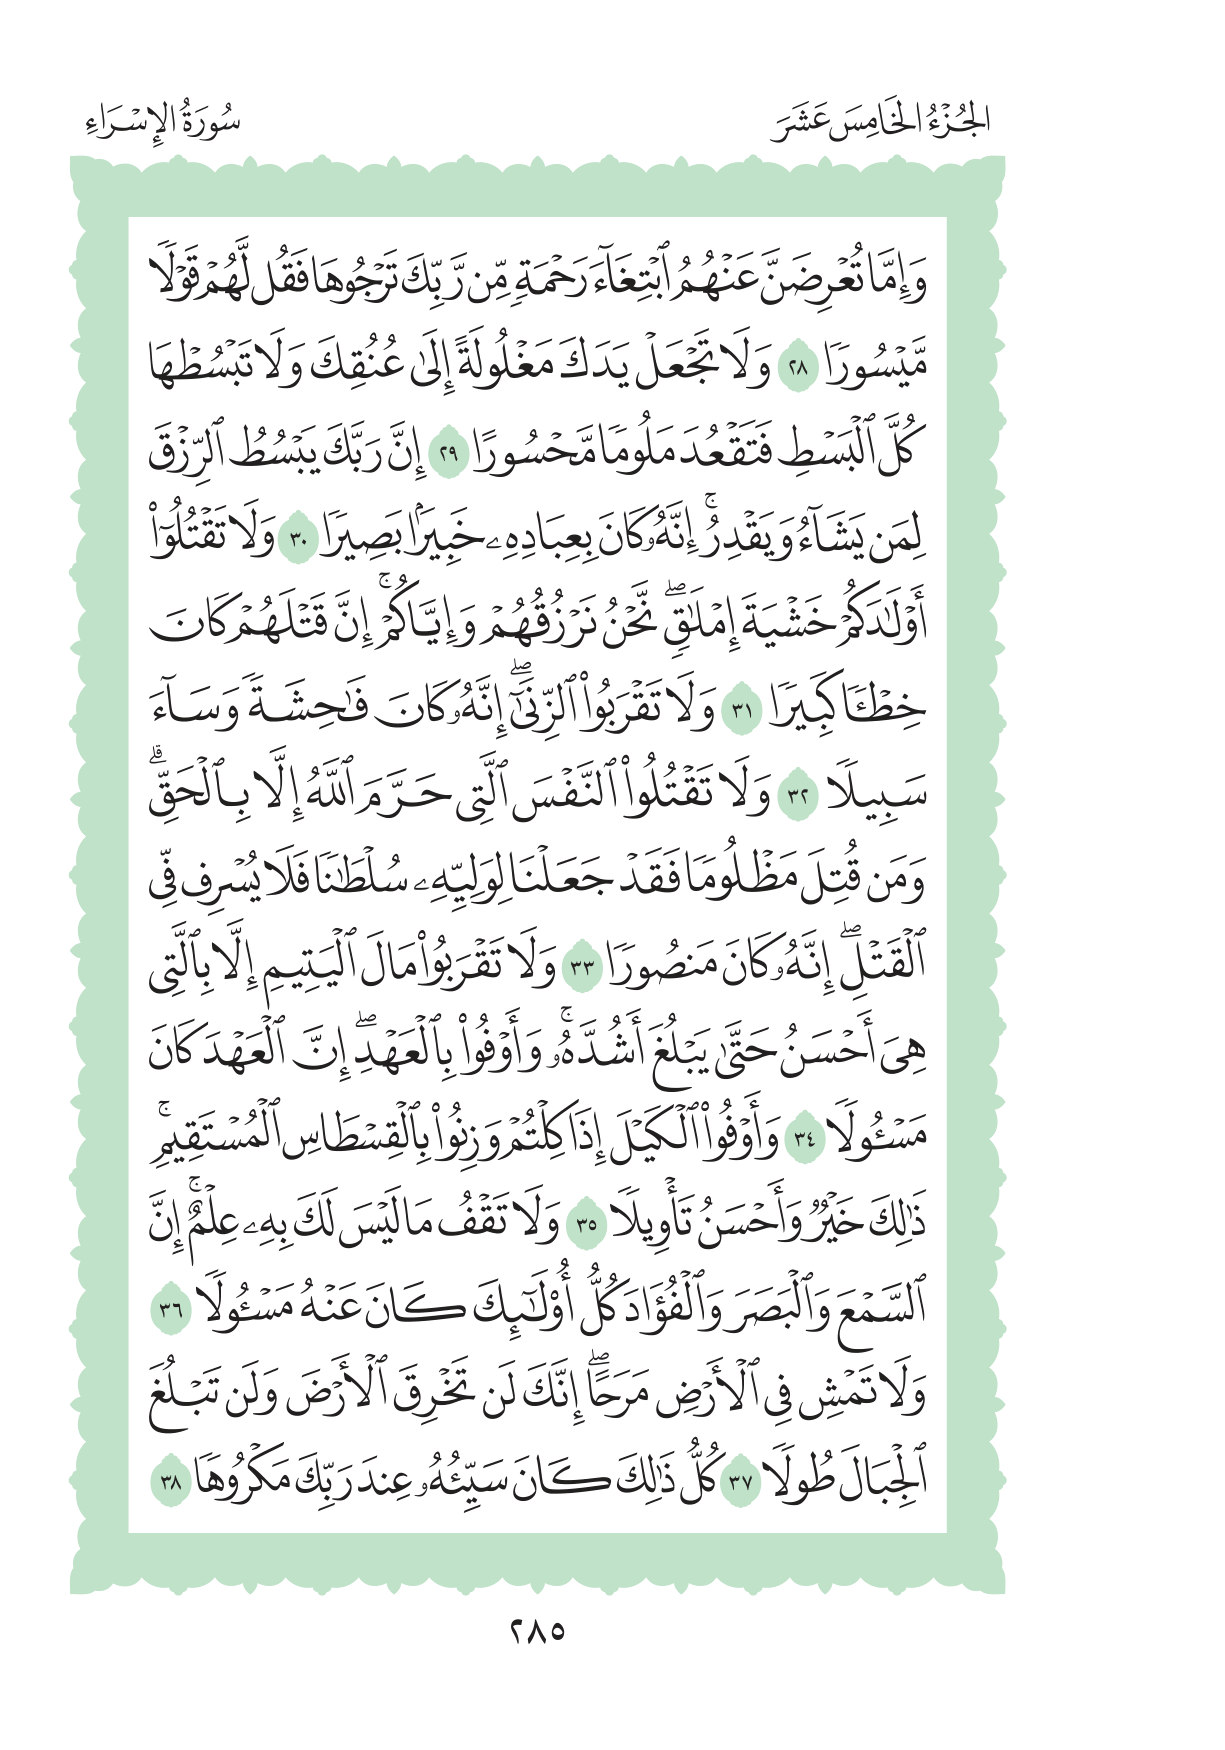 الجُزْءُ الخَامِسَ عَشَرَ
سُورَةُ الإِسْرَاءِ
وَإِمَّا تُعْرِضَنَّ عَنْهُمُ ٱبْتِغَآءَ رَحْمَةٖ مِّن رَّبِّكَ تَرْجُوهَا فَقُل لَّهُمْ قَوْلٗا
مَّيْسُورٗا ٢٨ وَلَا تَجْعَلْ يَدَكَ مَغْلُولَةً إِلَىٰ عُنُقِكَ وَلَا تَبْسُطْهَا
كُلَّ ٱلْبَسْطِ فَتَقْعُدَ مَلُومٗا مَّحْسُورًا ٢٩ إِنَّ رَبَّكَ يَبْسُطُ ٱلرِّزْقَ
لِمَن يَشَآءُ وَيَقْدِرُۚ إِنَّهُۥ كَانَ بِعِبَادِهِۦ خَبِيرَۢا بَصِيرٗا ٣٠ وَلَا تَقْتُلُوٓاْ
أَوْلَٰدَكُمْ خَشْيَةَ إِمْلَٰقٖۖ نَّحْنُ نَرْزُقُهُمْ وَإِيَّاكُمْۚ إِنَّ قَتْلَهُمْ كَانَ
خِطْـٔٗا كَبِيرٗا ٣١ وَلَا تَقْرَبُواْ ٱلزِّنَىٰٓۖ إِنَّهُۥ كَانَ فَٰحِشَةٗ وَسَآءَ
سَبِيلٗا ٣٢ وَلَا تَقْتُلُواْ ٱلنَّفْسَ ٱلَّتِي حَرَّمَ ٱللَّهُ إِلَّا بِٱلْحَقِّۗ
وَمَن قُتِلَ مَظْلُومٗا فَقَدْ جَعَلْنَا لِوَلِيِّهِۦ سُلْطَٰنٗا فَلَا يُسْرِف فِّي
ٱلْقَتْلِۖ إِنَّهُۥ كَانَ مَنصُورٗا ٣٣ وَلَا تَقْرَبُواْ مَالَ ٱلْيَتِيمِ إِلَّا بِٱلَّتِي
هِيَ أَحْسَنُ حَتَّىٰ يَبْلُغَ أَشُدَّهُۥۚ وَأَوْفُواْ بِٱلْعَهْدِۖ إِنَّ ٱلْعَهْدَ كَانَ
مَسْـُٔولٗا ٣٤ وَأَوْفُواْ ٱلْكَيْلَ إِذَا كِلْتُمْ وَزِنُواْ بِٱلْقِسْطَاسِ ٱلْمُسْتَقِيمِۚ
ذَٰلِكَ خَيْرٞ وَأَحْسَنُ تَأْوِيلٗا ٣٥ وَلَا تَقْفُ مَا لَيْسَ لَكَ بِهِۦ عِلْمٌۚ إِنَّ
ٱلسَّمْعَ وَٱلْبَصَرَ وَٱلْفُؤَادَ كُلُّ أُوْلَٰٓئِكَ كَانَ عَنْهُ مَسْـُٔولٗا ٣٦
وَلَا تَمْشِ فِي ٱلْأَرْضِ مَرَحًاۖ إِنَّكَ لَن تَخْرِقَ ٱلْأَرْضَ وَلَن تَبْلُغَ
ٱلْجِبَالَ طُولٗا ٣٧ كُلُّ ذَٰلِكَ كَانَ سَيِّئُهُۥ عِندَ رَبِّكَ مَكْرُوهٗا ٣٨
٢٨٥